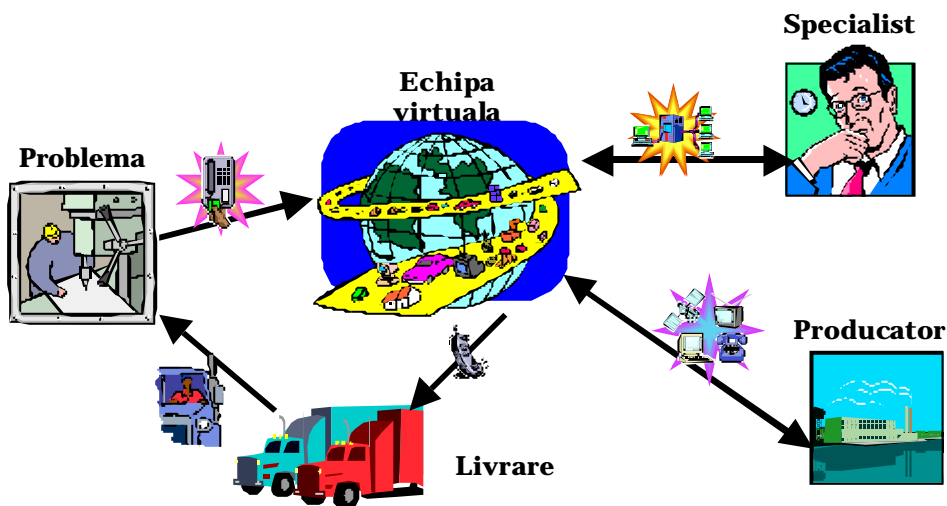 Specialist
Echipa
virtuala
Problema
Producator
Livrare